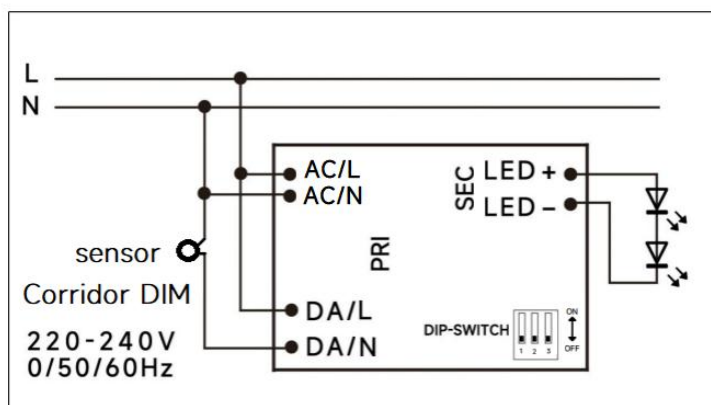 L
N
AC/L
AC/N
PRI
SEC
LED +
LED -
sensor
Corridor DIM
220-240V
0/50/60Hz
DA/L
DA/N
DIP-SWITCH
1 2 3
ON
OFF